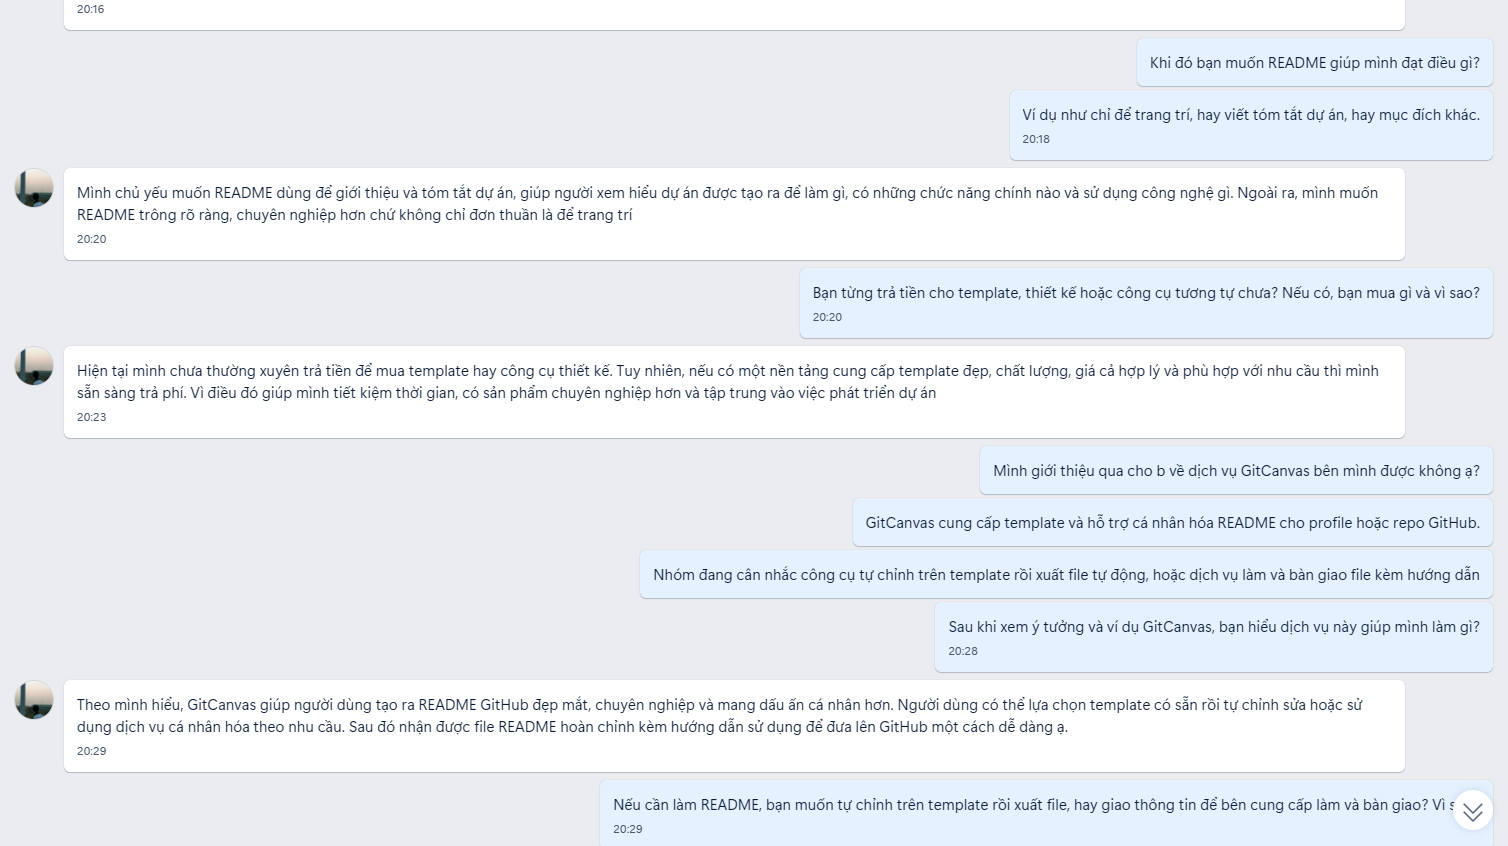 20:16
Khi đó bạn muốn README giúp mình đạt điều gì?
Ví dụ như chỉ để trang trí, hay viết tóm tắt dự án, hay mục đích khác.
20:18
Mình chủ yếu muốn README dùng để giới thiệu và tóm tắt dự án, giúp người xem hiểu dự án được tạo ra để làm gì, có những chức năng chính nào và sử dụng công nghệ gì. Ngoài ra, mình muốn
README trông rõ ràng, chuyên nghiệp hơn chứ không chỉ đơn thuần là để trang trí
20:20
Bạn từng trả tiền cho template, thiết kế hoặc công cụ tương tự chưa? Nếu có, bạn mua gì và vì sao?
20:20
Hiện tại mình chưa thường xuyên trả tiền để mua template hay công cụ thiết kế. Tuy nhiên, nếu có một nền tảng cung cấp template đẹp, chất lượng, giá cả hợp lý và phù hợp với nhu cầu thì mình
sẵn sàng trả phí. Vì điều đó giúp mình tiết kiệm thời gian, có sản phẩm chuyên nghiệp hơn và tập trung vào việc phát triển dự án
20:23
Mình giới thiệu qua cho b về dịch vụ GitCanvas bên mình được không ạ?
GitCanvas cung cấp template và hỗ trợ cá nhân hóa README cho profile hoặc repo GitHub.
Nhóm đang cân nhắc công cụ tự chỉnh trên template rồi xuất file tự động, hoặc dịch vụ làm và bàn giao file kèm hướng dẫn
Sau khi xem ý tưởng và ví dụ GitCanvas, bạn hiểu dịch vụ này giúp mình làm gì?
20:28
Theo mình hiểu, GitCanvas giúp người dùng tạo ra README GitHub đẹp mắt, chuyên nghiệp và mang dấu ấn cá nhân hơn. Người dùng có thể lựa chọn template có sẵn rồi tự chỉnh sửa hoặc sử
dụng dịch vụ cá nhân hóa theo nhu cầu. Sau đó nhận được file README hoàn chỉnh kèm hướng dẫn sử dụng để đưa lên GitHub một cách dễ dàng ạ.
20:29
Nếu cần làm README, bạn muốn tự chỉnh trên template rồi xuất file, hay giao thông tin để bên cung cấp làm và bàn giao? Vì
20:29